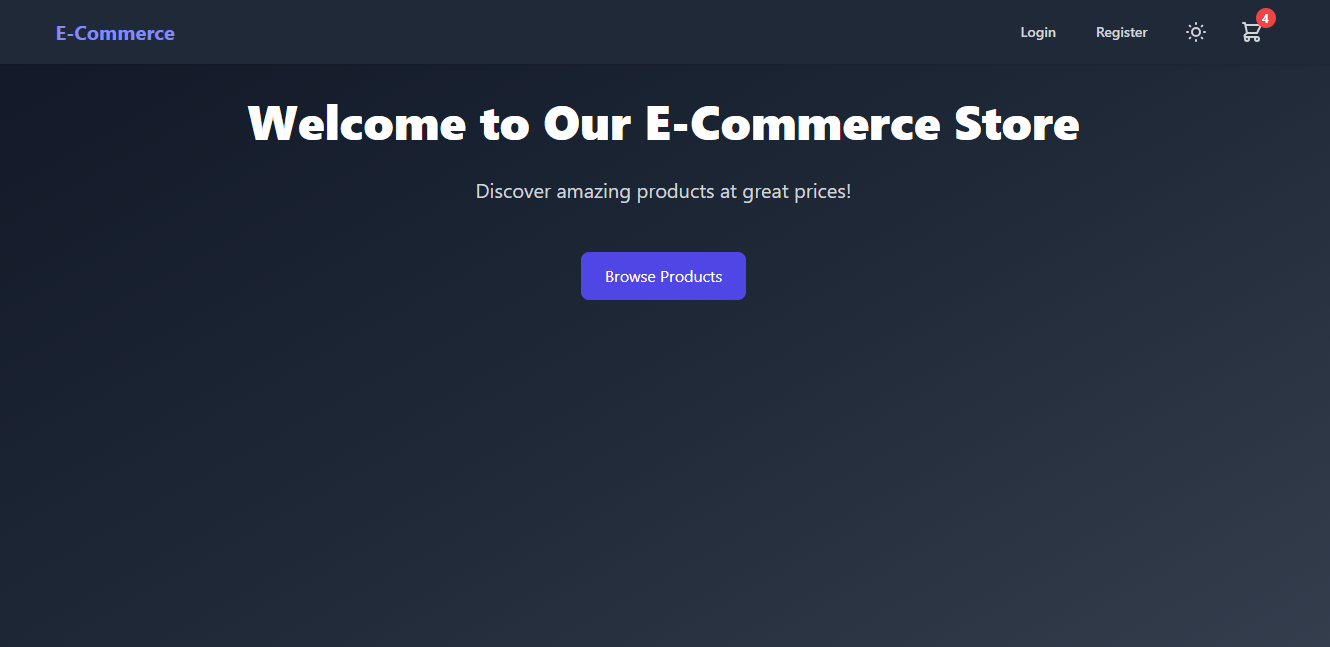 E-Commerce
Login
Register
4
Welcome to Our E-Commerce Store
Discover amazing products at great prices!
Browse Products